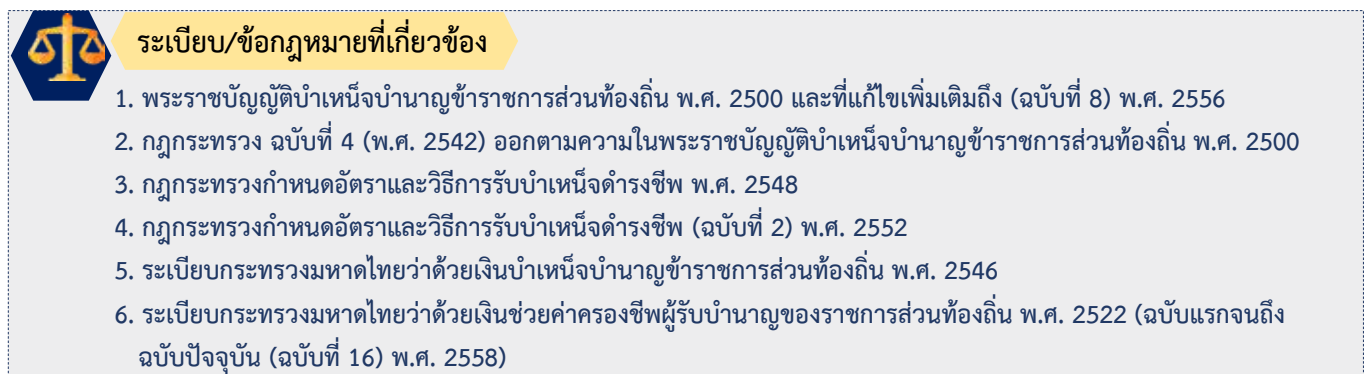 ระเบียบ/ข้อกฎหมายที่เกี่ยวข้อง
1. พระราชบัญญัติบำเหน็จบำนาญข้าราชการส่วนท้องถิ่น พ.ศ. 2500 และที่แก้ไขเพิ่มเติมถึง (ฉบับที่ 8) พ.ศ. 2556
2. กฎกระทรวง ฉบับที่ 4 (พ.ศ. 2542) ออกตามความในพระราชบัญญัติบำเหน็จบำนาญข้าราชการส่วนท้องถิ่น พ.ศ. 2500
3. กฎกระทรวงกำหนดอัตราและวิธีการรับบำเหน็จดำรงชีพ พ.ศ. 2548
4. กฎกระทรวงกำหนดอัตราและวิธีการรับบำเหน็จดำรงชีพ (ฉบับที่ 2) พ.ศ. 2552
5. ระเบียบกระทรวงมหาดไทยว่าด้วยเงินบำเหน็จบำนาญข้าราชการส่วนท้องถิ่น พ.ศ. 2546
6. ระเบียบกระทรวงมหาดไทยว่าด้วยเงินช่วยค่าครองชีพผู้รับบำนาญของราชการส่วนท้องถิ่น พ.ศ. 2522 (ฉบับแรกจนถึง
ฉบับปัจจุบัน (ฉบับที่ 16) พ.ศ. 2558)